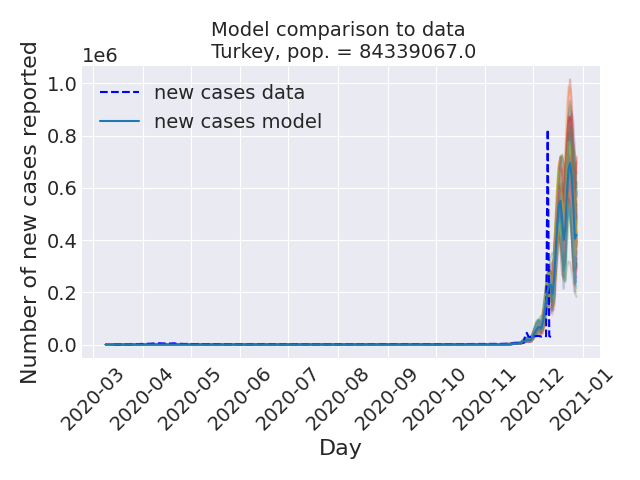 Model comparison to data
Turkey, pop. = 84339067.0
1e6
new cases data
new cases model
Number of new cases reported
1.0
0.8
0.6
0.4
0.2
0.0
2020-03
2020-04
2020-05
2020-06
2020-07
2020-08
2020-09
2020-10
2020-11
2020-12
2021-01
Day